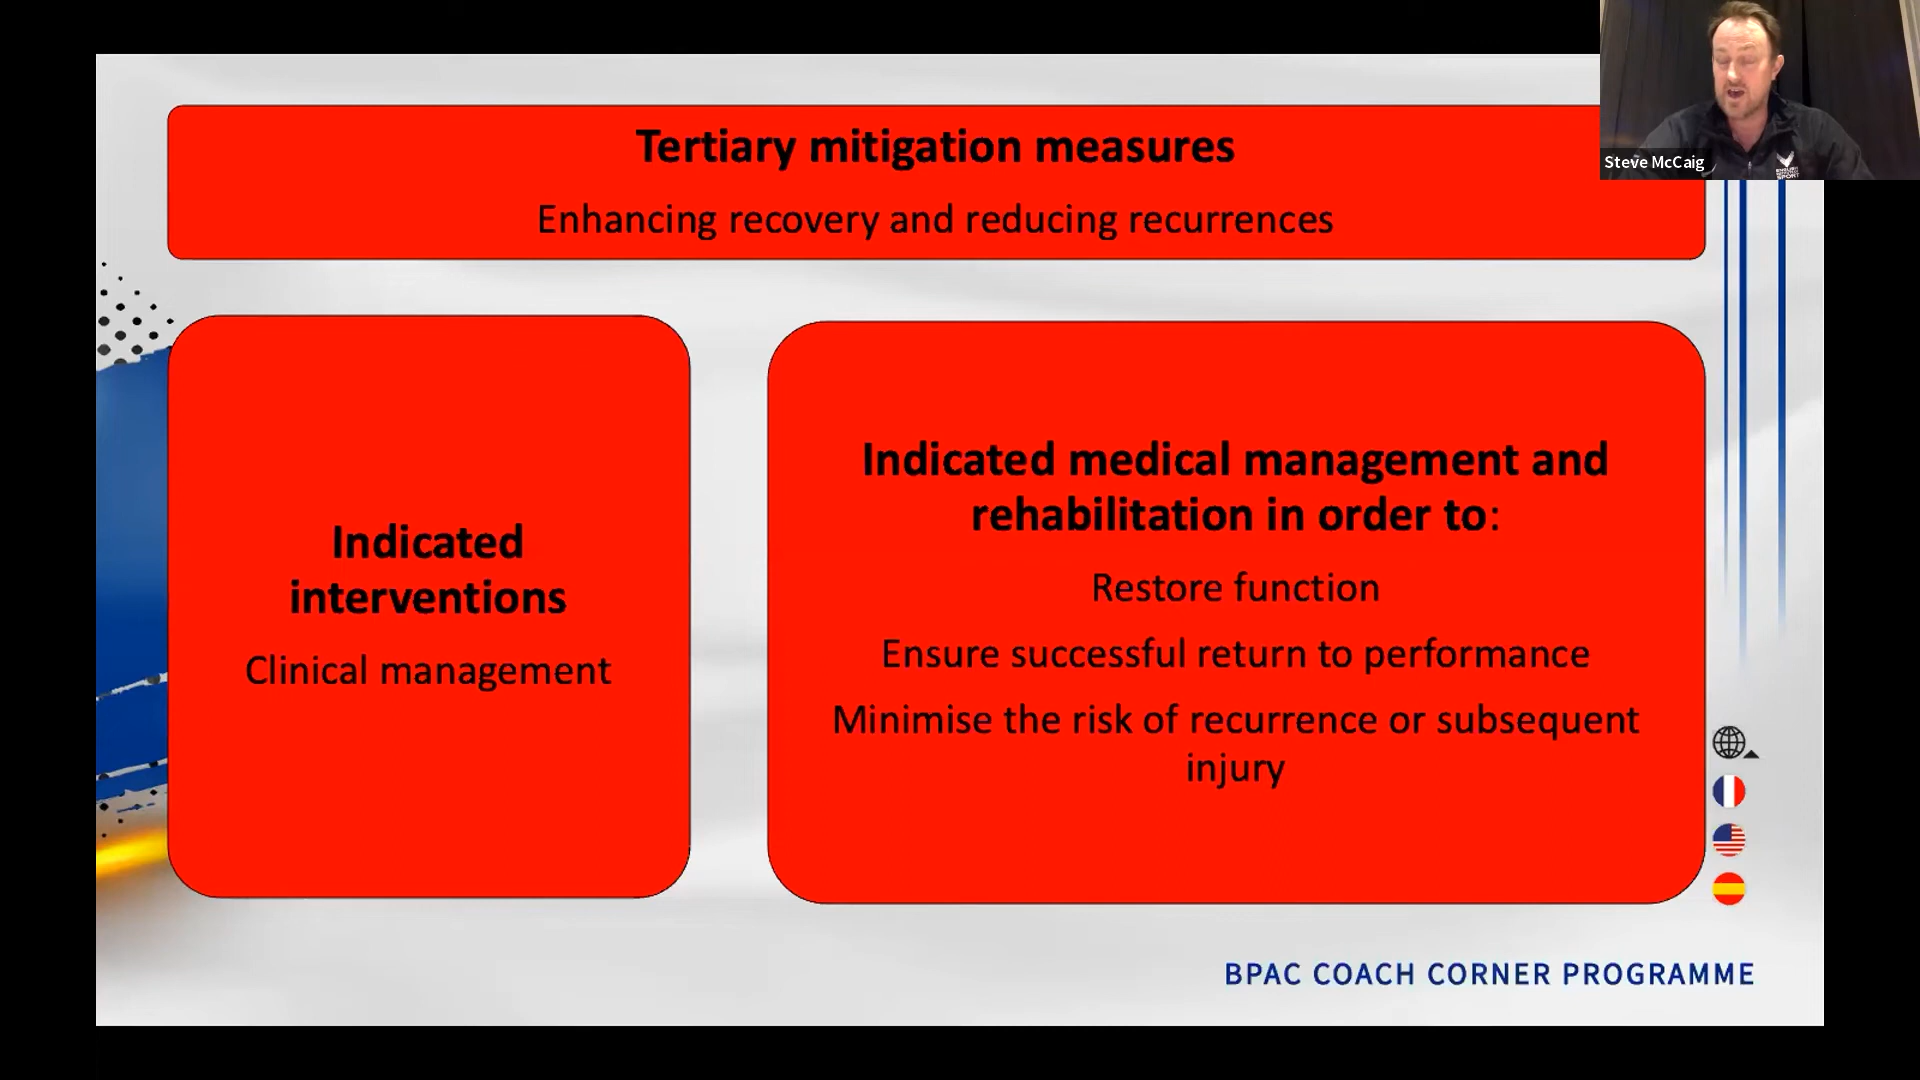 Tertiary mitigation measures
Enhancing recovery and reducing recurrences
Steve McCaig
Indicated
interventions
Clinical management
Indicated medical management and
rehabilitation in order to:
Restore function
Ensure successful return to performance
Minimise the risk of recurrence or subsequent
injury
BPAC COACH CORNER PROGRAMME